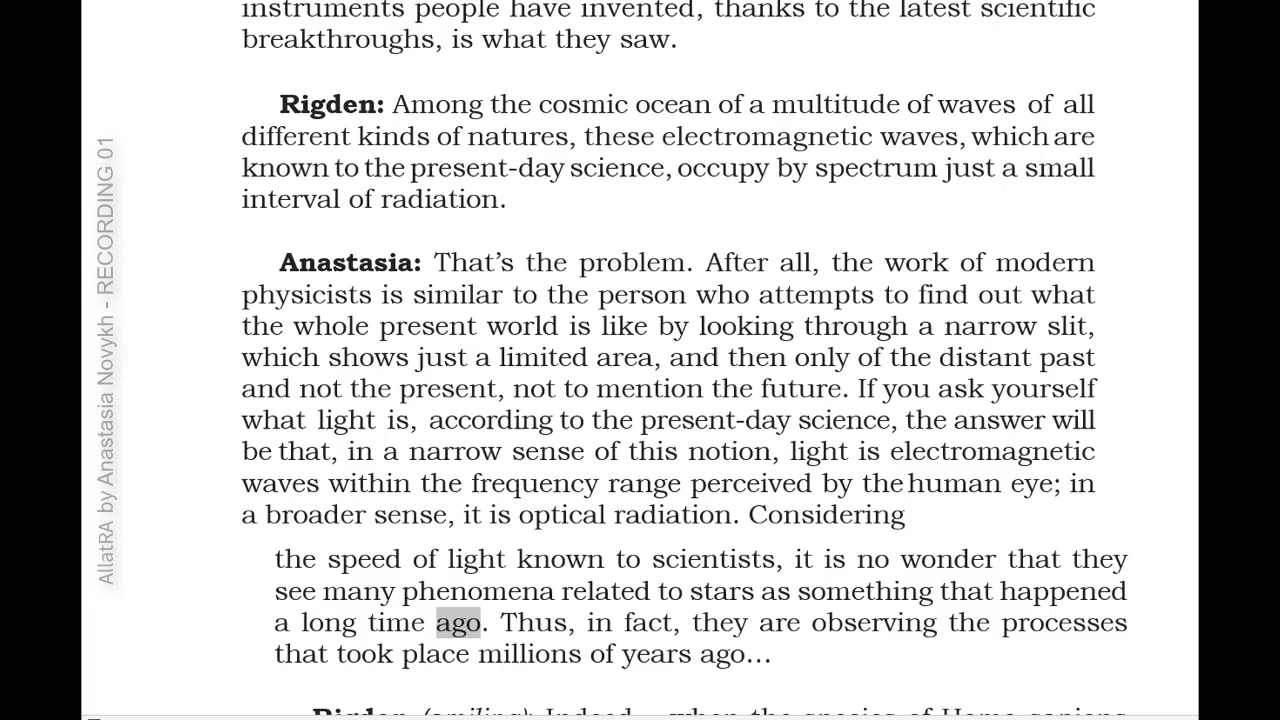 instruments people have invented, thanks to the latest scientific
breakthroughs, is what they saw.
Rigden: Among the cosmic ocean of a multitude of waves of all
different kinds of natures, these electromagnetic waves, which are
known to the present-day science, occupy by spectrum just a small
interval of radiation.
Anastasia: That's the problem. After all, the work of modern
physicists is similar to the person who attempts to find out what
the whole present world is like by looking through a narrow slit,
which shows just a limited area, and then only of the distant past
and not the present, not to mention the future. If you ask yourself
what light is, according to the present-day science, the answer will
be that, in a narrow sense of this notion, light is electromagnetic
waves within the frequency range perceived by the human eye; in
a broader sense, it is optical radiation. Considering
the speed of light known to scientists, it is no wonder that they
see many phenomena related to stars as something that happened
a long time ago. Thus, in fact, they are observing the processes
that took place millions of years ago...
Rigden (smiling): Indeed... when the species of Homo sapiens
AllatRA by Anastasia Novykh - RECORDING 01